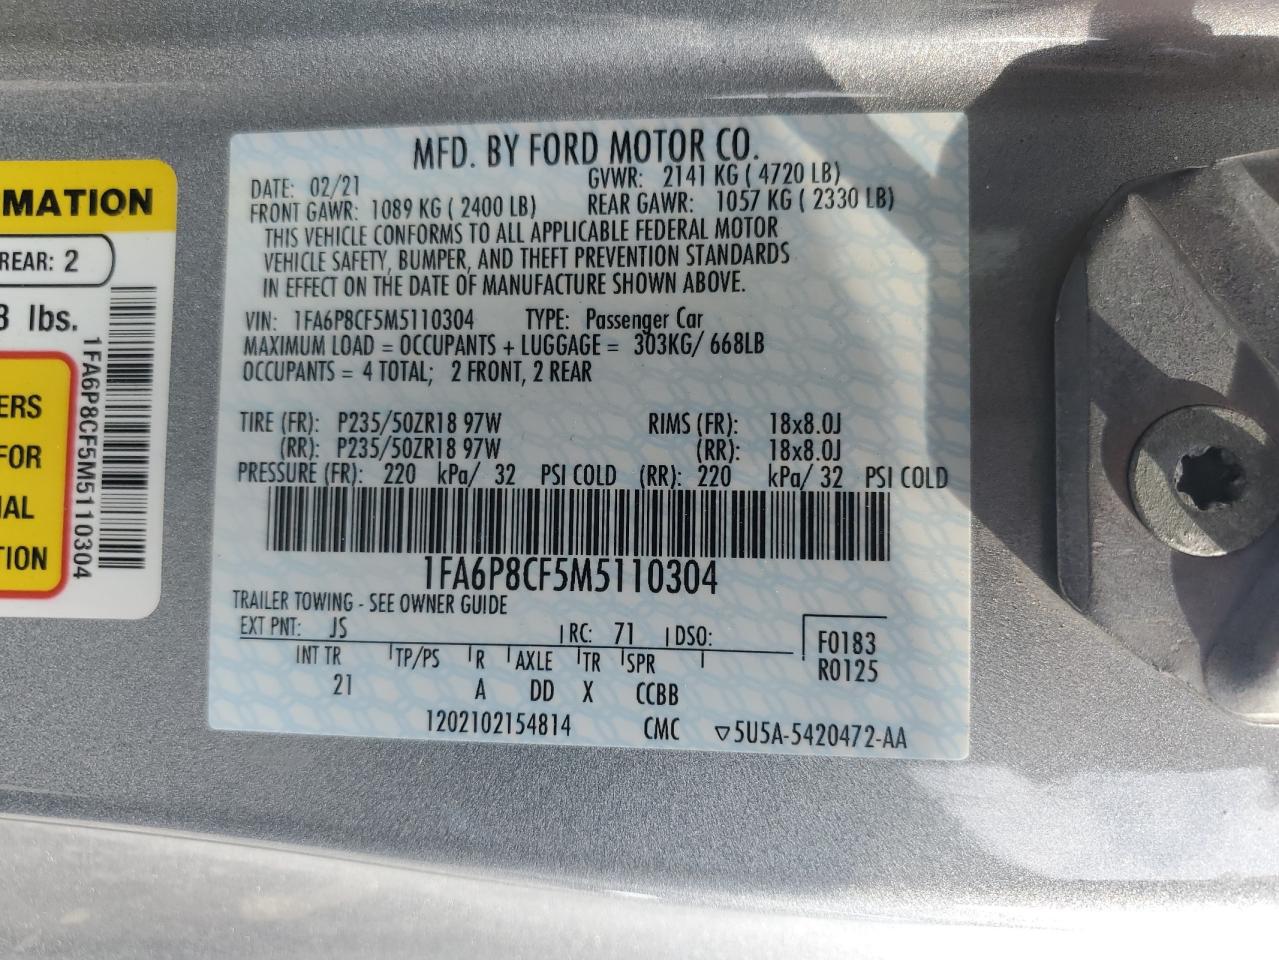 MATION
REAR: 2
8 lbs.
1FA6P8CF5M5110304
ERS
FOR
IAL
TION
MFD. BY FORD MOTOR CO.
DATE: 02/21 GVWR: 2141 KG ( 4720 LB)
FRONT GAWR: 1089 KG ( 2400 LB) REAR GAWR: 1057 KG ( 2330 LB)
THIS VEHICLE CONFORMS TO ALL APPLICABLE FEDERAL MOTOR
VEHICLE SAFETY, BUMPER, AND THEFT PREVENTION STANDARDS
IN EFFECT ON THE DATE OF MANUFACTURE SHOWN ABOVE.
VIN: 1FA6P8CF5M5110304 TYPE: Passenger Car
MAXIMUM LOAD = OCCUPANTS + LUGGAGE = 303KG/ 668LB
OCCUPANTS = 4 TOTAL; 2 FRONT, 2 REAR
TIRE (FR): P235/50ZR18 97W RIMS (FR): 18x8.0J
(RR): P235/50ZR18 97W (RR): 18x8.0J
PRESSURE (FR): 220 kPa/ 32 PSI COLD (RR): 220 kPa/ 32 PSI COLD
1FA6P8CF5M5110304
TRAILER TOWING - SEE OWNER GUIDE
EXT PNT: JS RC: 71 DSO: F0183
INT TR TP/PS R AXLE TR SPR R0125
21 A DD X CCBB
1202102154814 CMC ▽5U5A-5420472-AA